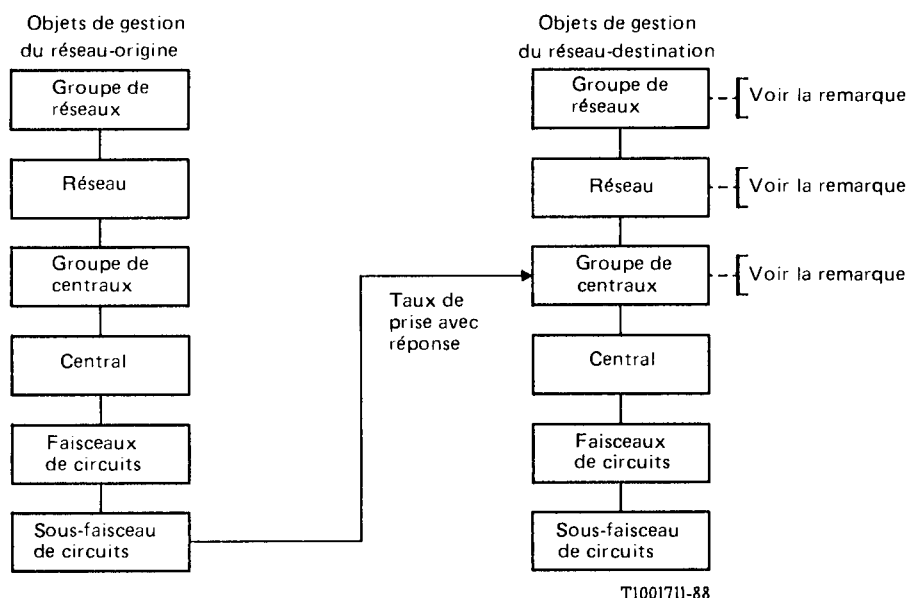 Objets de gestion
du réseau-origine
Groupe de
réseaux
Réseau
Groupe de
centraux
Central
Faisceaux
de circuits
Sous-faisceau
de circuits
Taux de
prise avec
réponse
Objets de gestion
du réseau-destination
Groupe de
réseaux
Voir la remarque
Réseau
Voir la remarque
Groupe de
centraux
Voir la remarque
Central
Faisceaux
de circuits
Sous-faisceau
de circuits
T1001711-88